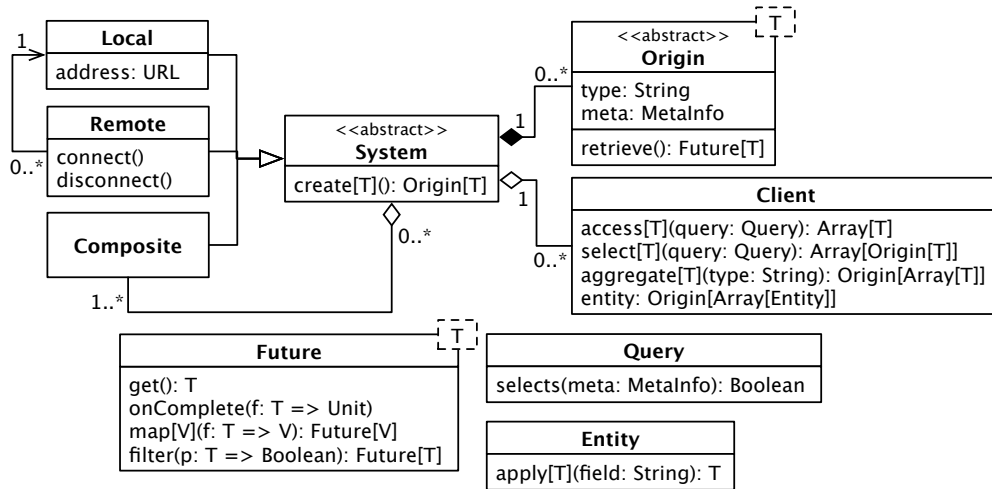 1
Local
address: URL
Remote
connect()
disconnect()
0..*
Composite
1..*
<<abstract>>
System
create[T](): Origin[T]
0..*
1
0..*
1
0..*
T
<<abstract>>
Origin
type: String
meta: MetaInfo
retrieve(): Future[T]
Client
access[T](query: Query): Array[T]
select[T](query: Query): Array[Origin[T]]
aggregate[T](type: String): Origin[Array[T]]
entity: Origin[Array[Entity]]
T
Future
get(): T
onComplete(f: T => Unit)
map[V](f: T => V): Future[V]
filter(p: T => Boolean): Future[T]
Query
selects(meta: MetaInfo): Boolean
Entity
apply[T](field: String): T